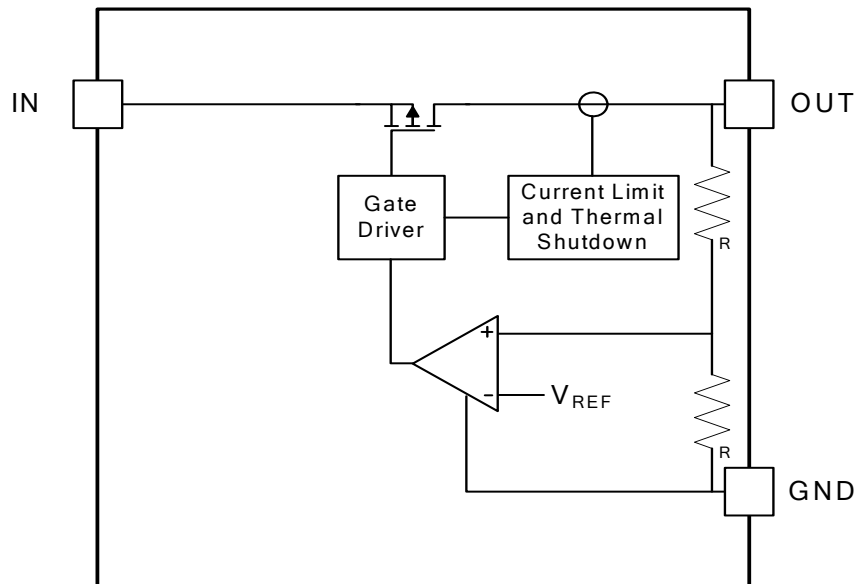 IN
OUT
Gate
Driver
Current Limit
and Thermal
Shutdown
R
+
-
VREF
R
GND